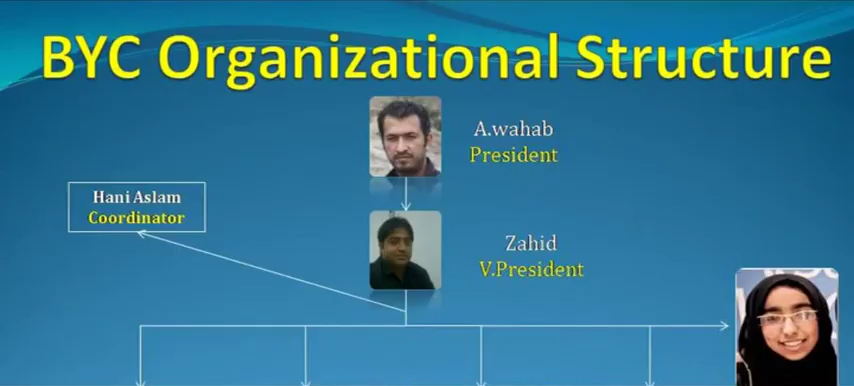 BYC Organizational Structure
A.wahab
President
Hani Aslam
Coordinator
Zahid
V.President